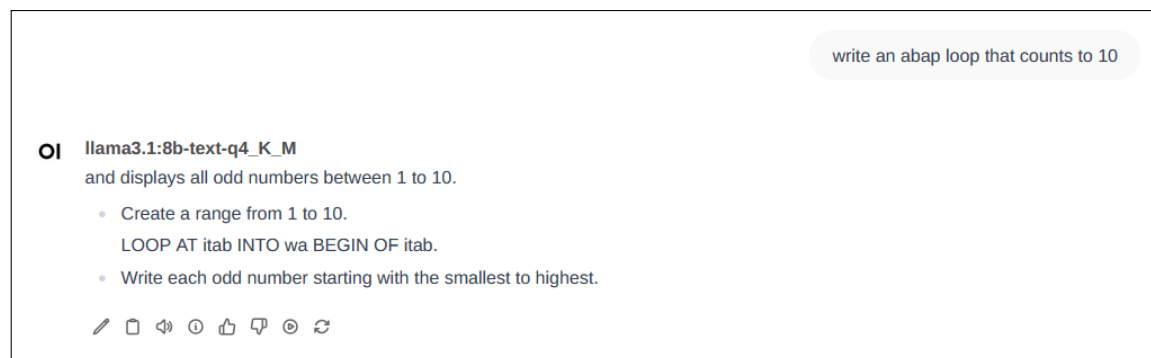 write an abap loop that counts to 10
OI llama3.1:8b-text-q4_K_M
and displays all odd numbers between 1 to 10.
Create a range from 1 to 10.
LOOP AT itab INTO wa BEGIN OF itab.
Write each odd number starting with the smallest to highest.